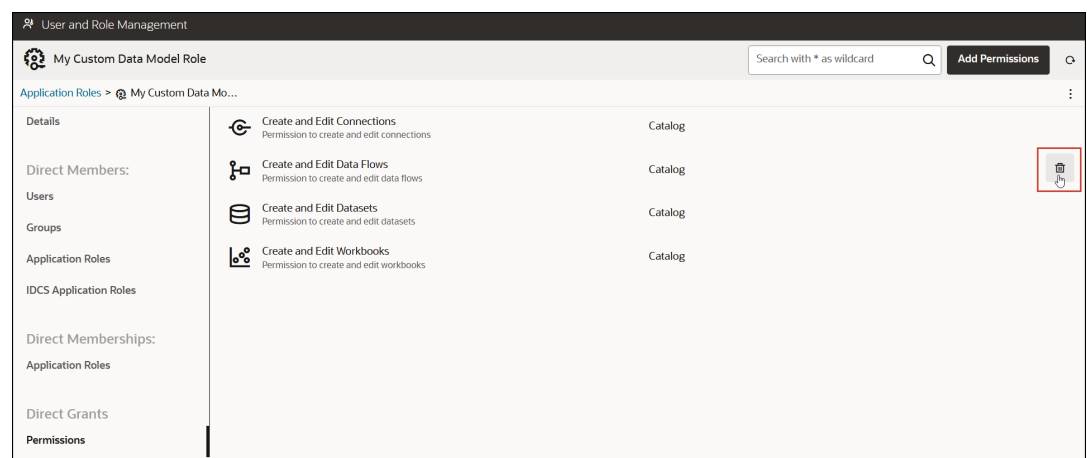 User and Role Management
My Custom Data Model Role
Search with * as wildcard
Add Permissions
Application Roles > My Custom Data Mo...
Details
Direct Members:
Users
Groups
Application Roles
IDCS Application Roles
Direct Memberships:
Application Roles
Direct Grants
Permissions
Create and Edit Connections
Permission to create and edit connections
Catalog
Create and Edit Data Flows
Permission to create and edit data flows
Catalog
Create and Edit Datasets
Permission to create and edit datasets
Catalog
Create and Edit Workbooks
Permission to create and edit workbooks
Catalog